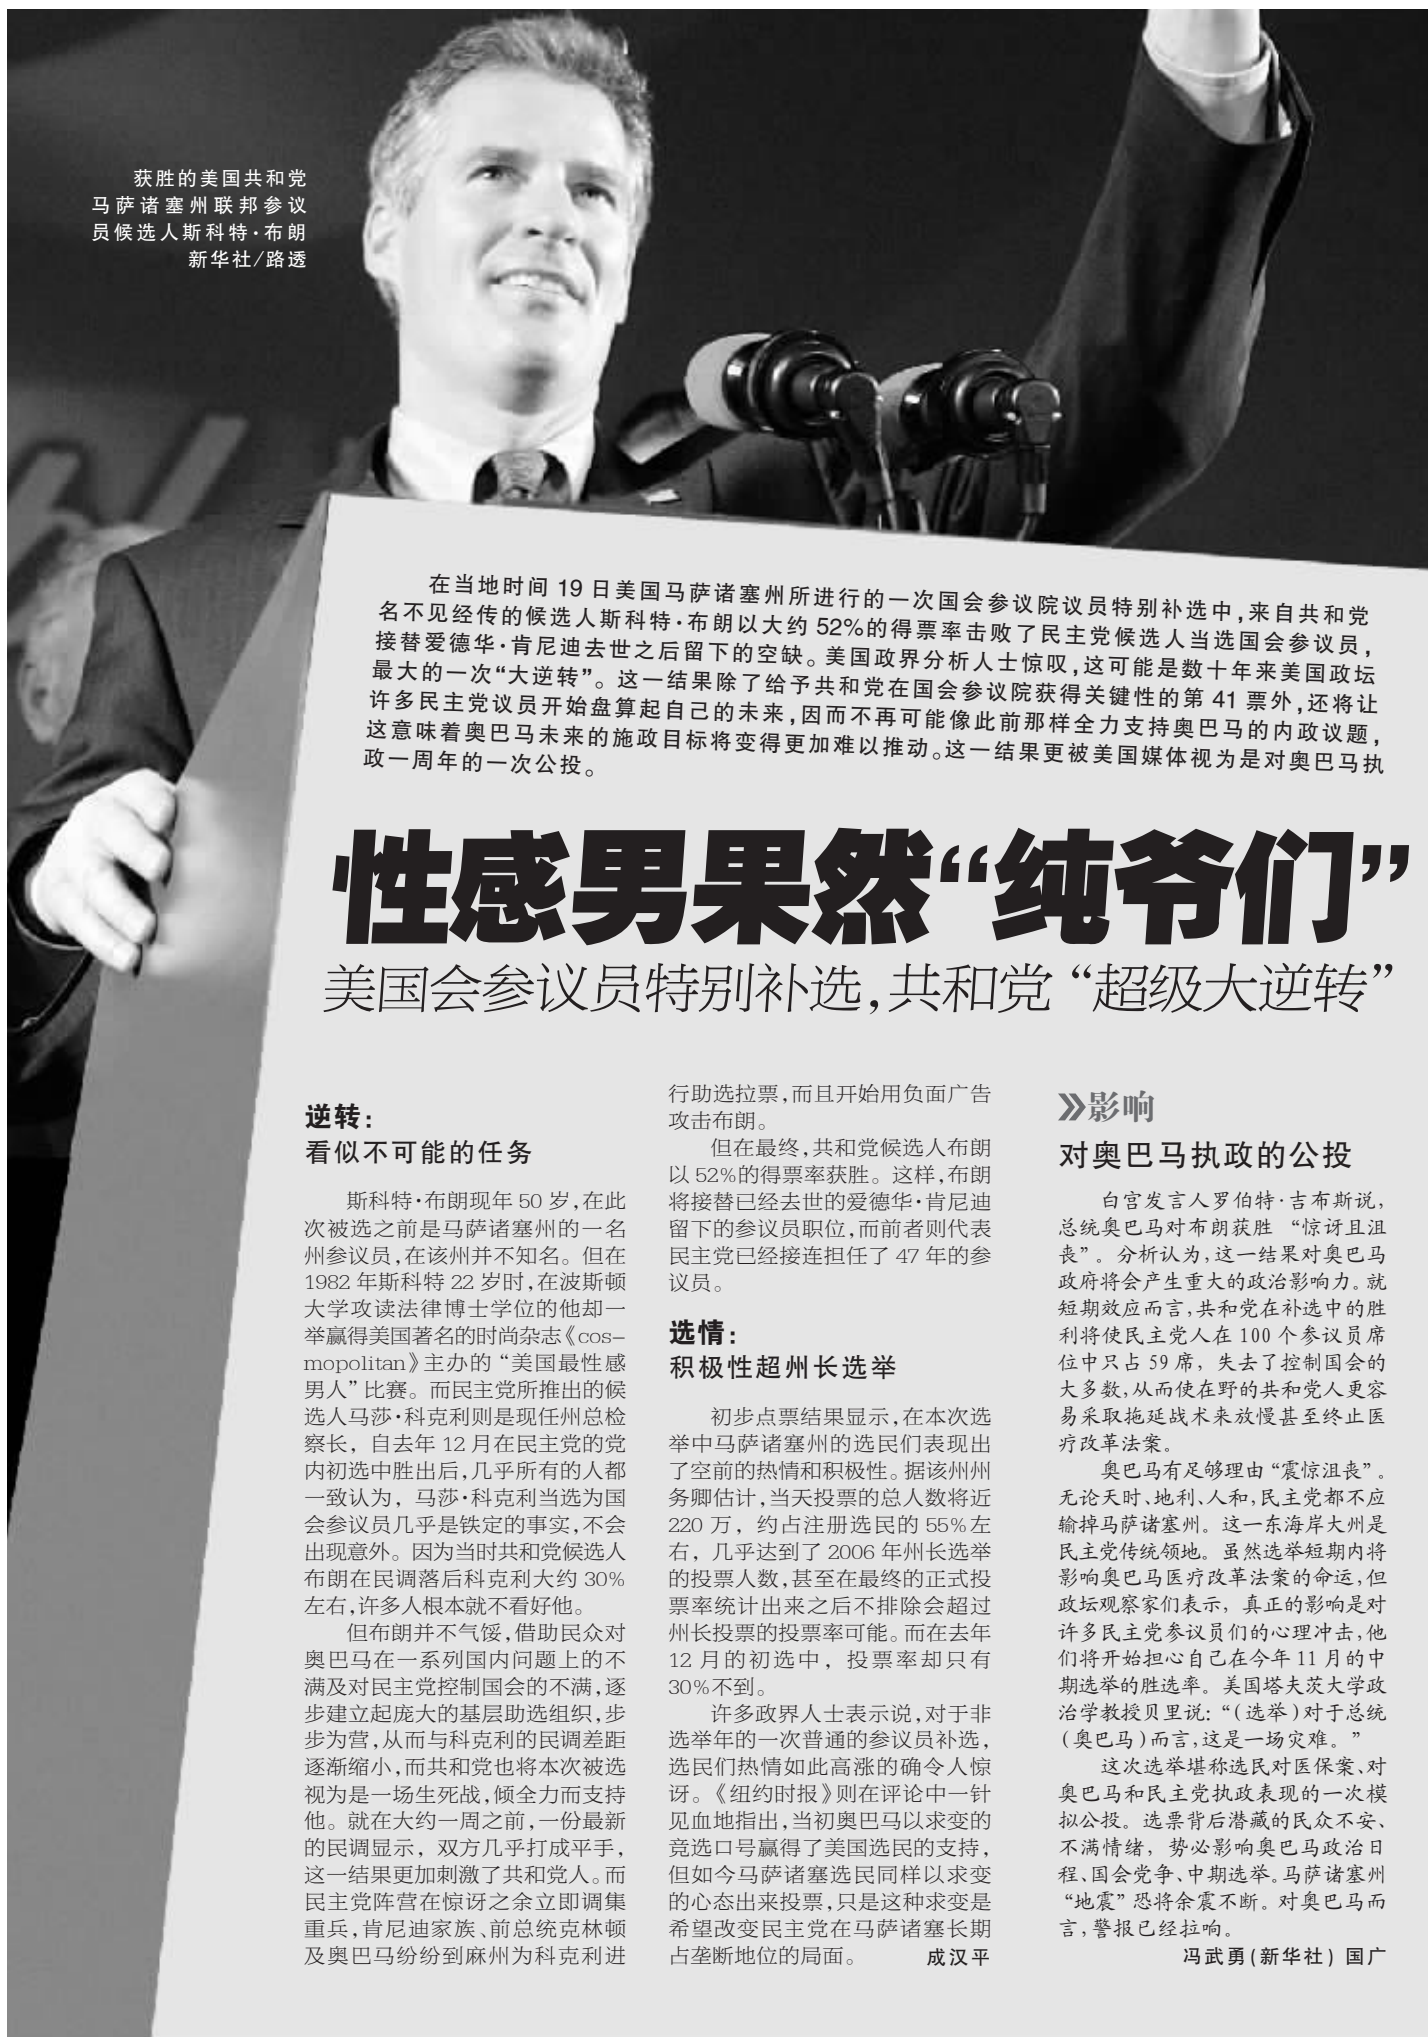 获胜的美国共和党
马萨诸塞州联邦参议
员候选人斯科特·布朗
新华社/路透
在当地时间 19 日美国马萨诸塞州所进行的一次国会参议院议员特别补选中,来自共和党
名不见经传的候选人斯科特·布朗以大约 52%的得票率击败了民主党候选人当选国会参议员,
接替爱德华·肯尼迪去世之后留下的空缺。美国政界分析人士惊叹,这可能是数十年来美国政坛
最大的一次“大逆转”。这一结果除了给予共和党在国会参议院获得关键性的第 41 票外,还将让
许多民主党议员开始盘算起自己的未来,因而不再可能像此前那样全力支持奥巴马的内政议题,
这意味着奥巴马未来的施政目标将变得更加难以推动。这一结果更被美国媒体视为是对奥巴马执
政一周年的一次公投。
性感男果然“纯爷们”
美国会参议员特别补选,共和党“超级大逆转”
逆转:
看似不可能的任务
斯科特·布朗现年 50 岁,在此
次被选之前是马萨诸塞州的一名
州参议员,在该州并不知名。但在
1982 年斯科特 22 岁时,在波斯顿
大学攻读法律博士学位的他却一
举赢得美国著名的时尚杂志《cos-
mopolitan》主办的“美国最性感
男人”比赛。而民主党所推出的候
选人马莎·科克利则是现任州总检
察长,自去年 12 月在民主党的党
内初选中胜出后,几乎所有的人都
一致认为,马莎·科克利当选为国
会参议员几乎是铁定的事实,不会
出现意外。因为当时共和党候选人
布朗在民调落后科克利大约 30%
左右,许多人根本就不看好他。
但布朗并不气馁,借助民众对
奥巴马在一系列国内问题上的不
满及对民主党控制国会的不满,逐
步建立起庞大的基层助选组织,步
步为营,从而与科克利的民调差距
逐渐缩小,而共和党也将本次被选
视为是一场生死战,倾全力而支持
他。就在大约一周之前,一份最新
的民调显示,双方几乎打成平手,
这一结果更加刺激了共和党人。而
民主党阵营在惊讶之余立即调集
重兵,肯尼迪家族、前总统克林顿
及奥巴马纷纷到麻州为科克利进
行助选拉票,而且开始用负面广告
攻击布朗。
但在最终,共和党候选人布朗
以 52%的得票率获胜。这样,布朗
将接替已经去世的爱德华·肯尼迪
留下的参议员职位,而前者则代表
民主党已经接连担任了 47 年的参
议员。
选情:
积极性超州长选举
初步点票结果显示,在本次选
举中马萨诸塞州的选民们表现出
了空前的热情和积极性。据该州州
务卿估计,当天投票的总人数将近
220 万,约占注册选民的 55%左
右,几乎达到了 2006 年州长选举
的投票人数,甚至在最终的正式投
票率统计出来之后不排除会超过
州长投票的投票率可能。而在去年
12 月的初选中,投票率却只有
30%不到。
许多政界人士表示说,对于非
选举年的一次普通的参议员补选,
选民们热情如此高涨的确令人惊
讶。《纽约时报》则在评论中一针
见血地指出,当初奥巴马以求变的
竞选口号赢得了美国选民的支持,
但如今马萨诸塞选民同样以求变
的心态出来投票,只是这种求变是
希望改变民主党在马萨诸塞长期
占垄断地位的局面。 成汉平
影响
对奥巴马执政的公投
白宫发言人罗伯特·吉布斯说,
总统奥巴马对布朗获胜“惊讶且沮
丧”。分析认为,这一结果对奥巴马
政府将会产生重大的政治影响力。就
短期效应而言,共和党在补选中的胜
利将使民主党人在 100 个参议员席
位中只占 59 席,失去了控制国会的
大多数,从而使在野的共和党人更容
易采取拖延战术来放慢甚至终止医
疗改革法案。
奥巴马有足够理由“震惊沮丧”。
无论天时、地利、人和,民主党都不应
输掉马萨诸塞州。这一东海岸大州是
民主党传统领地。虽然选举短期内将
影响奥巴马医疗改革法案的命运,但
政坛观察家们表示,真正的影响是对
许多民主党参议员们的心理冲击,他
们将开始担心自己在今年 11 月的中
期选举的胜选率。美国塔夫茨大学政
治学教授贝里说:“(选举)对于总统
(奥巴马)而言,这是一场灾难。”
这次选举堪称选民对医保案、对
奥巴马和民主党执政表现的一次模
拟公投。选票背后潜藏的民众不安、
不满情绪,势必影响奥巴马政治日
程、国会党争、中期选举。马萨诸塞州
“地震”恐将余震不断。对奥巴马而
言,警报已经拉响。
冯武勇(新华社) 国广